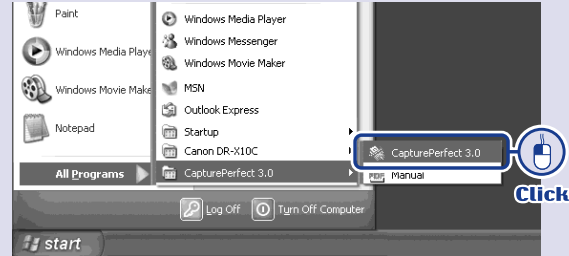 Paint
Windows Media Playe
Windows Movie Make
Notepad
All Programs
Windows Media Player
Windows Messenger
Windows Movie Maker
MSN
Outlook Express
Startup
Canon DR-X10C
CapturePerfect 3.0
CapturePerfect 3.0
Manual
Click
Log Off
Turn Off Computer
start